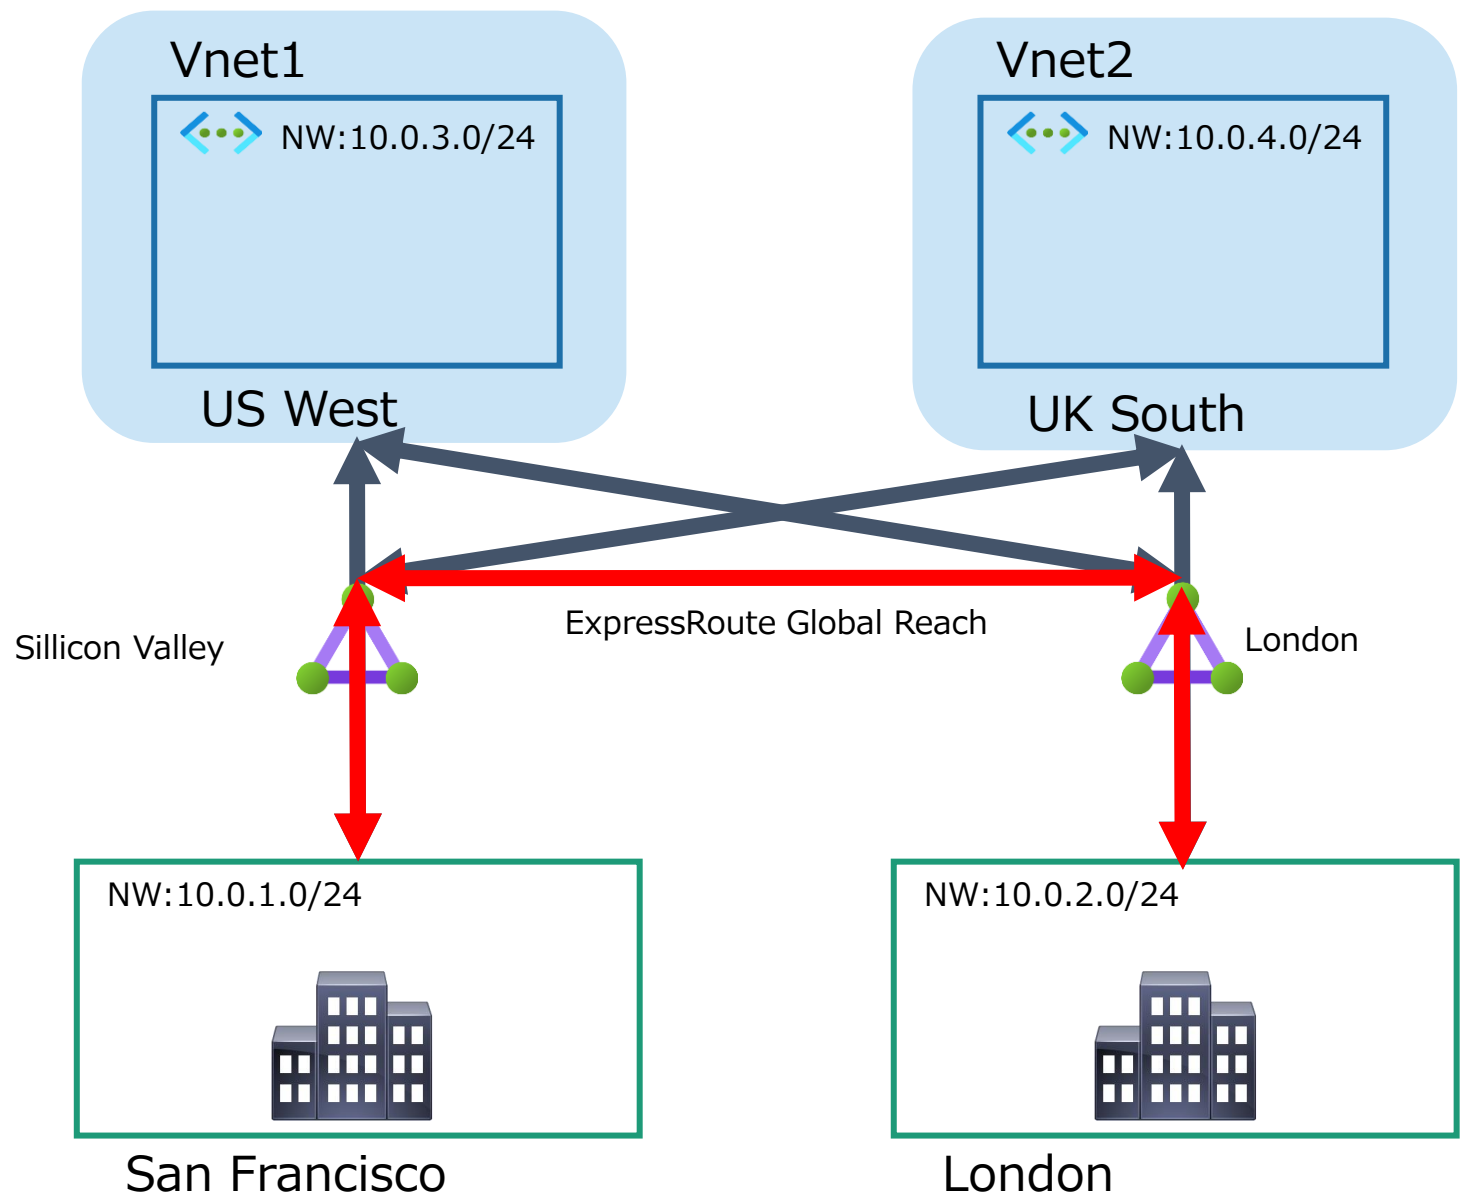 Vnet1
Vnet2
NW:10.0.3.0/24
NW:10.0.4.0/24
US West
UK South
ExpressRoute Global Reach
Sillicon Valley
London
NW:10.0.1.0/24
NW:10.0.2.0/24
San Francisco
London